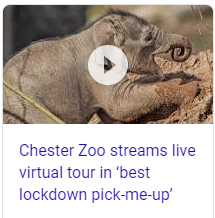 Chester Zoo streams live
virtual tour in ‘best
lockdown pick-me-up’